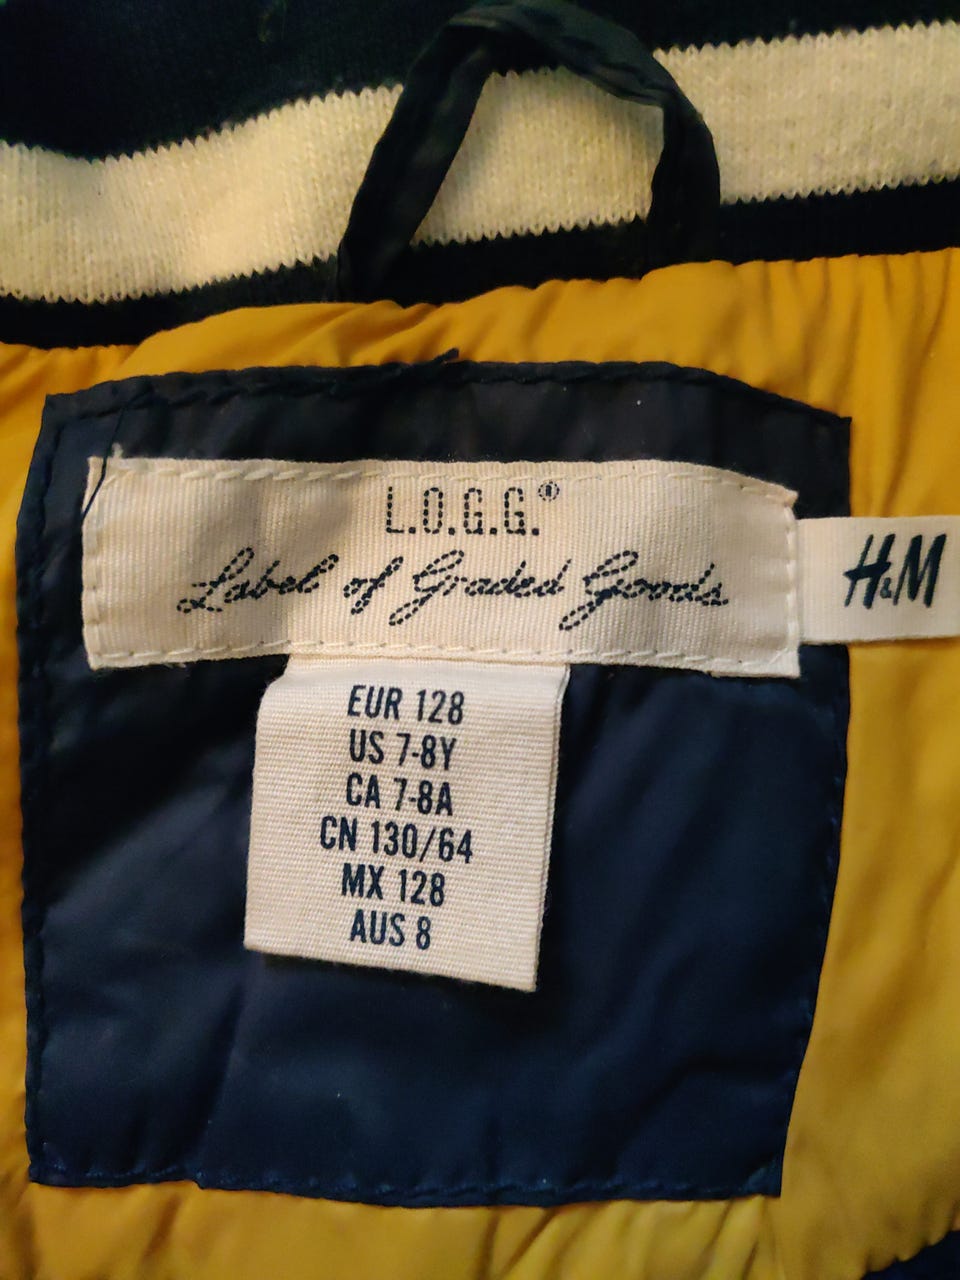 L.O.G.G.®
Label of Graded Goods
H&M
EUR 128
US 7-8Y
CA 7-8A
CN 130/64
MX 128
AUS 8